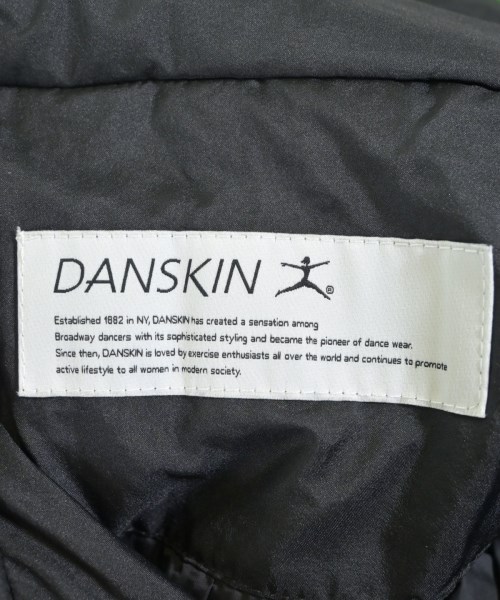 DANSKIN ®
Established 1882 in NY, DANSKIN has created a sensation among
Broadway dancers with its sophisticated styling and became the pioneer of dance wear.
Since then, DANSKIN is loved by exercise enthusiasts all over the world and continues to promote
active lifestyle to all women in modern society.